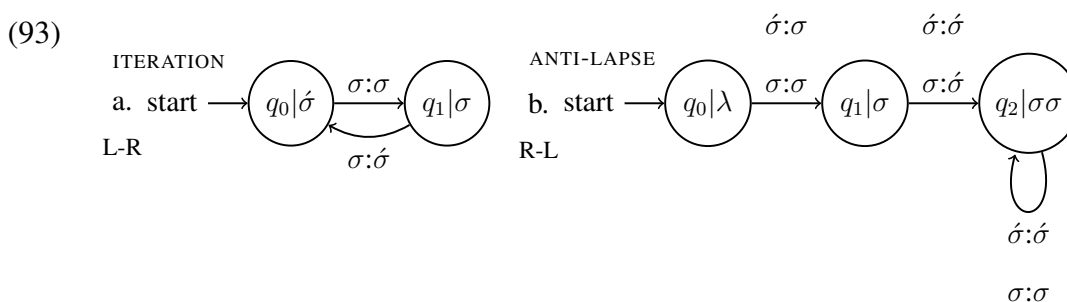 (93)
ITERATION
a. start q₀|σ́ σ:σ q₁|σ
σ:σ́
L-R
ANTI-LAPSE
σ́:σ σ́:σ́
b. start q₀|λ σ:σ q₁|σ σ:σ́ q₂|σσ
R-L
σ́:σ́
σ:σ